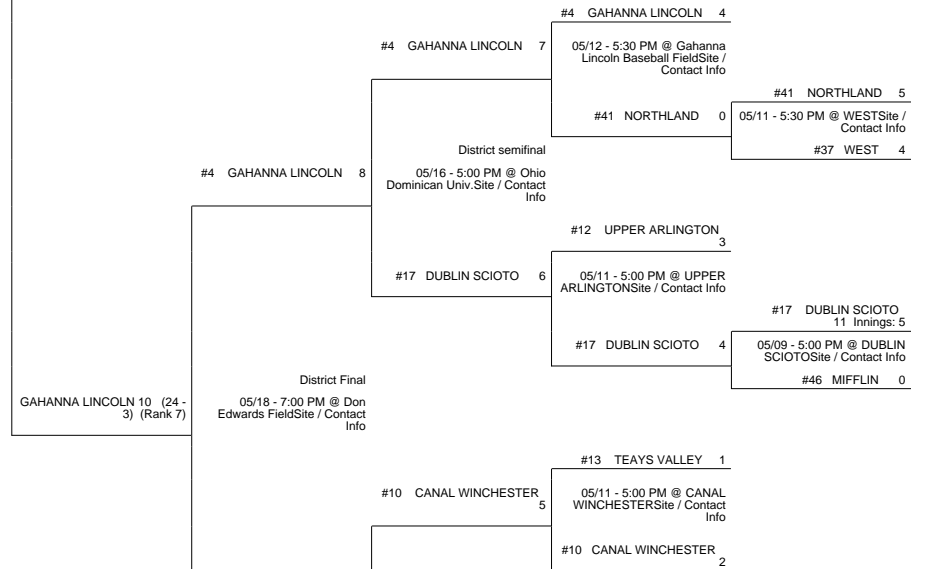 #4 GAHANNA LINCOLN 4
#4 GAHANNA LINCOLN 7
05/12 - 5:30 PM @ Gahanna
Lincoln Baseball FieldSite /
Contact Info
#41 NORTHLAND 5
#41 NORTHLAND 0
05/11 - 5:30 PM @ WESTSite /
Contact Info
#37 WEST 4
District semifinal
#4 GAHANNA LINCOLN 8
05/16 - 5:00 PM @ Ohio
Dominican Univ.Site / Contact
Info
#12 UPPER ARLINGTON
3
#17 DUBLIN SCIOTO 6
05/11 - 5:00 PM @ UPPER
ARLINGTONSite / Contact Info
#17 DUBLIN SCIOTO
11 Innings: 5
#17 DUBLIN SCIOTO 4
05/09 - 5:00 PM @ DUBLIN
SCIOTOSite / Contact Info
#46 MIFFLIN 0
District Final
GAHANNA LINCOLN 10 (24 -
3) (Rank 7)
05/18 - 7:00 PM @ Don
Edwards FieldSite / Contact
Info
#13 TEAYS VALLEY 1
#10 CANAL WINCHESTER
5
05/11 - 5:00 PM @ CANAL
WINCHESTERSite / Contact
Info
#10 CANAL WINCHESTER
2